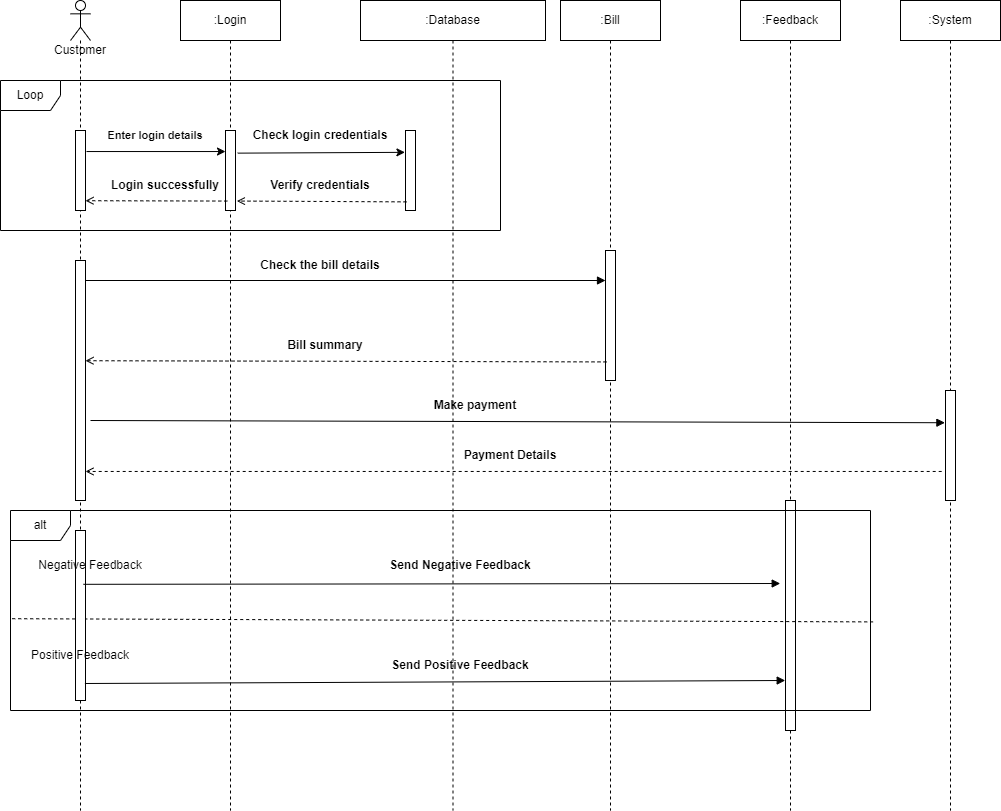 Customer
:Login
:Database
:Bill
:Feedback
:System
Loop
Enter login details
Check login credentials
Login successfully
Verify credentials
Check the bill details
Bill summary
Make payment
Payment Details
alt
Negative Feedback
Send Negative Feedback
Positive Feedback
Send Positive Feedback